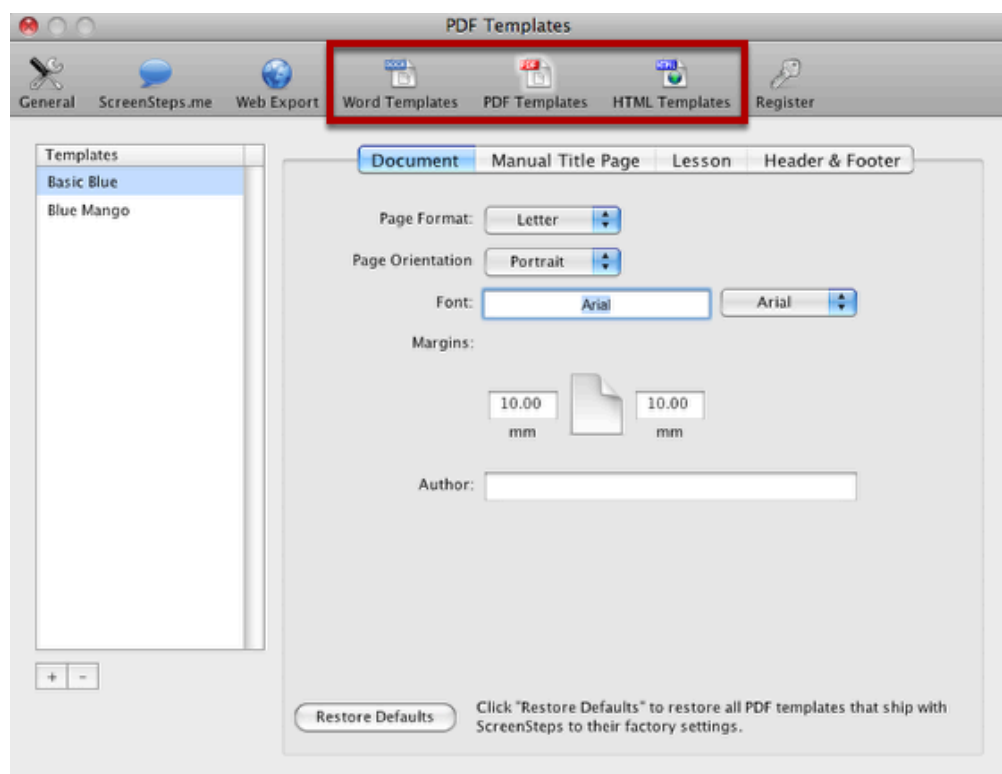 PDF Templates
General ScreenSteps.me Web Export Word Templates PDF Templates HTML Templates Register
Templates
Basic Blue
Blue Mango
Document Manual Title Page Lesson Header & Footer
Page Format: Letter
Page Orientation Portrait
Font: Arial Arial
Margins:
10.00 10.00
mm mm
Author:
+ -
Restore Defaults
Click "Restore Defaults" to restore all PDF templates that ship with
ScreenSteps to their factory settings.